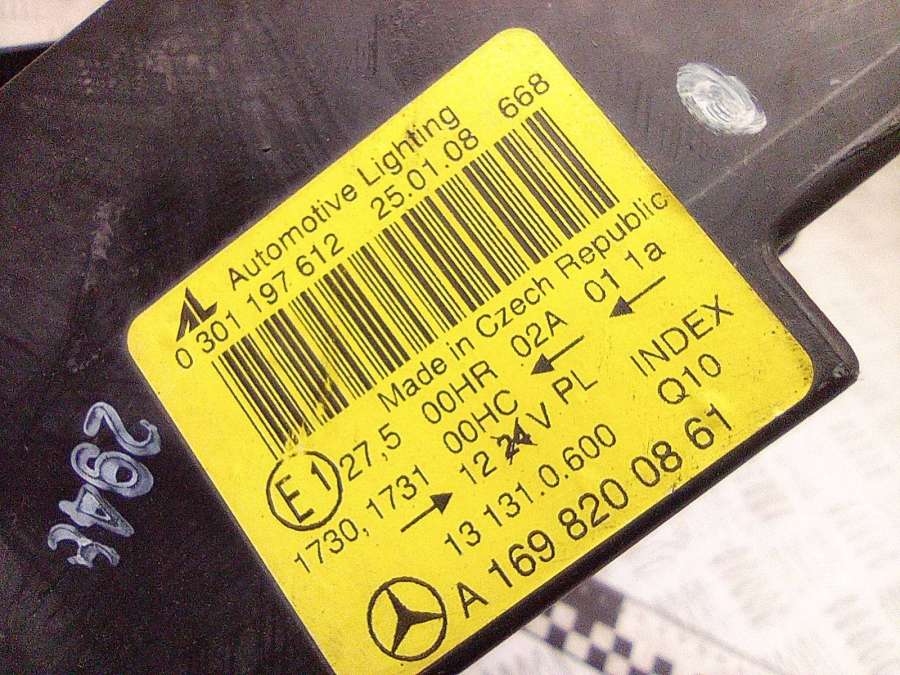 AL Automotive Lighting
0 301 197 612 25.01.08 668
Made in Czech Republic
E1 27,5 00HR 02A 01 1a
1730, 1731 00HC
12 24 V PL INDEX
13 131.0.600 Q10
A 169 820 08 61